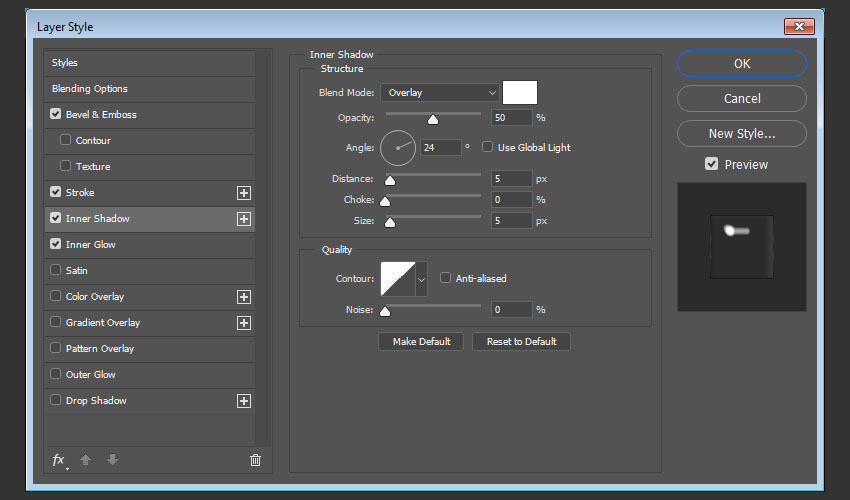 Layer Style
Styles
Blending Options
Bevel & Emboss
Contour
Texture
Stroke
Inner Shadow
Inner Glow
Satin
Color Overlay
Gradient Overlay
Pattern Overlay
Outer Glow
Drop Shadow
fx
Inner Shadow
Structure
Blend Mode: Overlay
Opacity: 50 %
Angle: 24 ° Use Global Light
Distance: 5 px
Choke: 0 %
Size: 5 px
Quality
Contour: Anti-aliased
Noise: 0 %
Make Default Reset to Default
OK
Cancel
New Style...
Preview